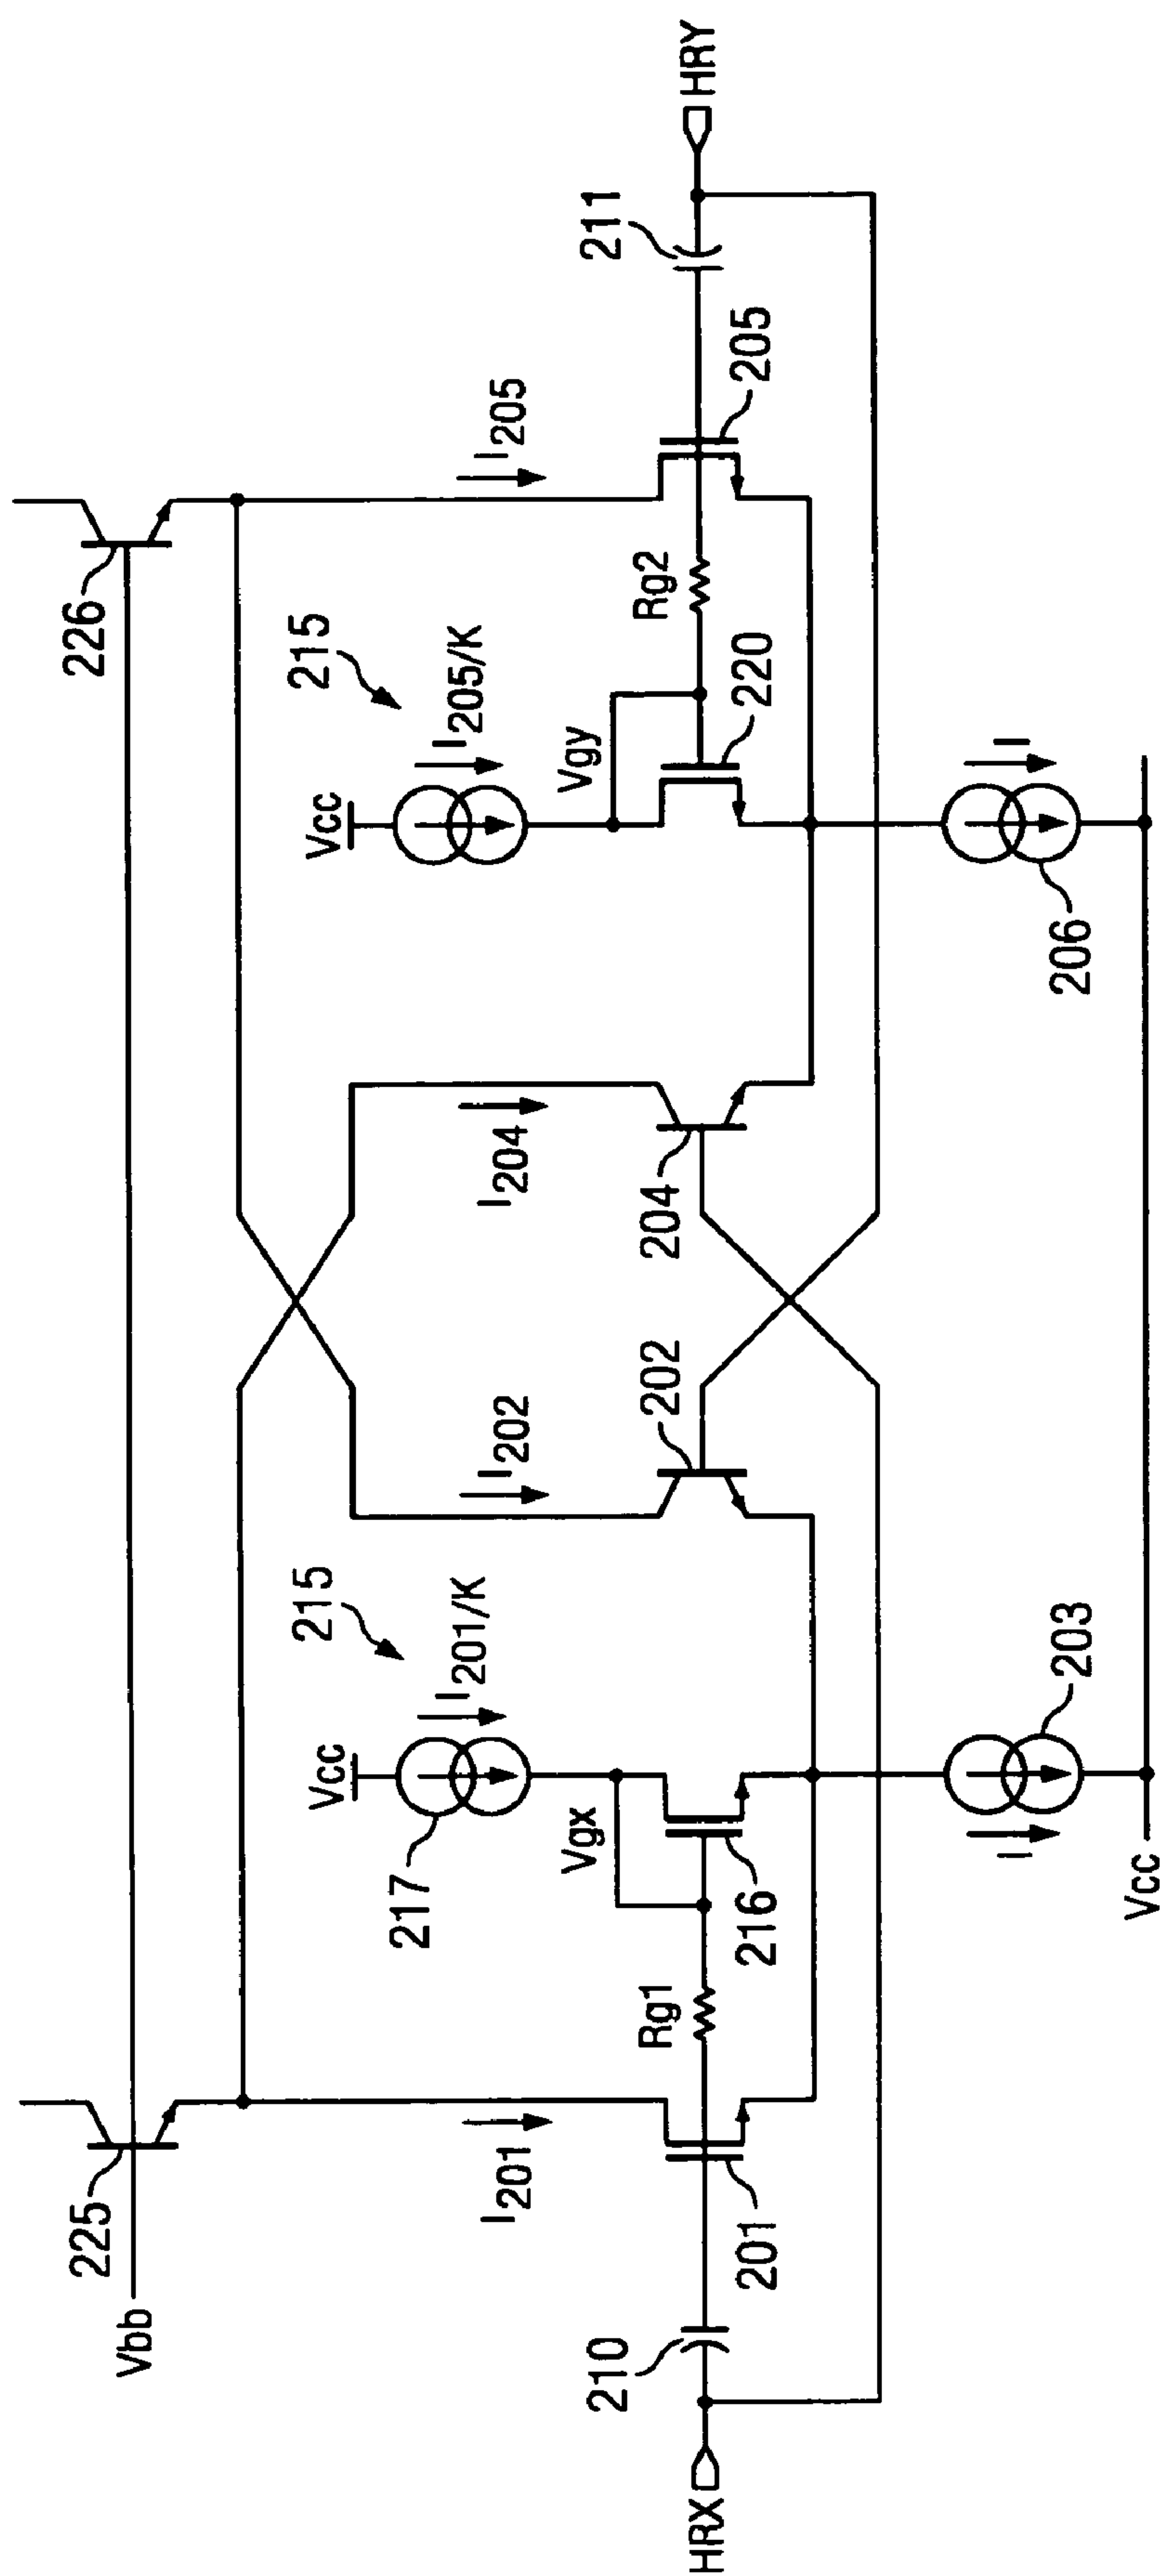 Vbb
225
226
I201
I202
I204
I205
215
215
Vcc
I201/K
Vcc
I205/K
217
Vgx
Vgy
HRX
210
201
Rg1
216
202
204
220
Rg2
205
211
HRY
I
203
206
I
Vcc